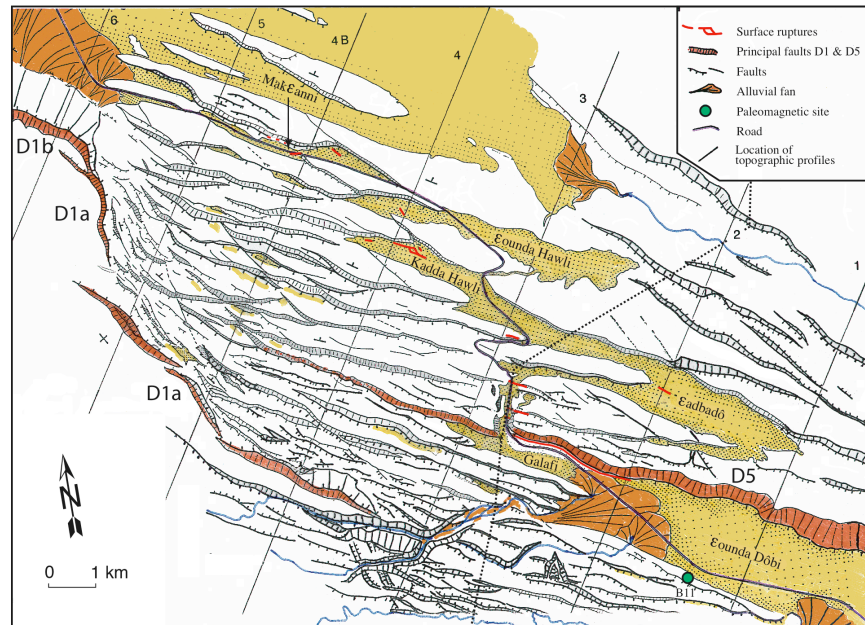 Surface ruptures
Principal faults D1 & D5
Faults
Alluvial fan
Paleomagnetic site
Road
Location of
topographic profiles
6
5
4 B
4
3
2
1
Makɛanni
D1b
D1a
ɛounda Hawli
Kadda Hawli
D1a
ɛadbadô
Galafi
D5
ɛounda Dôbi
B11
N
0 1 km